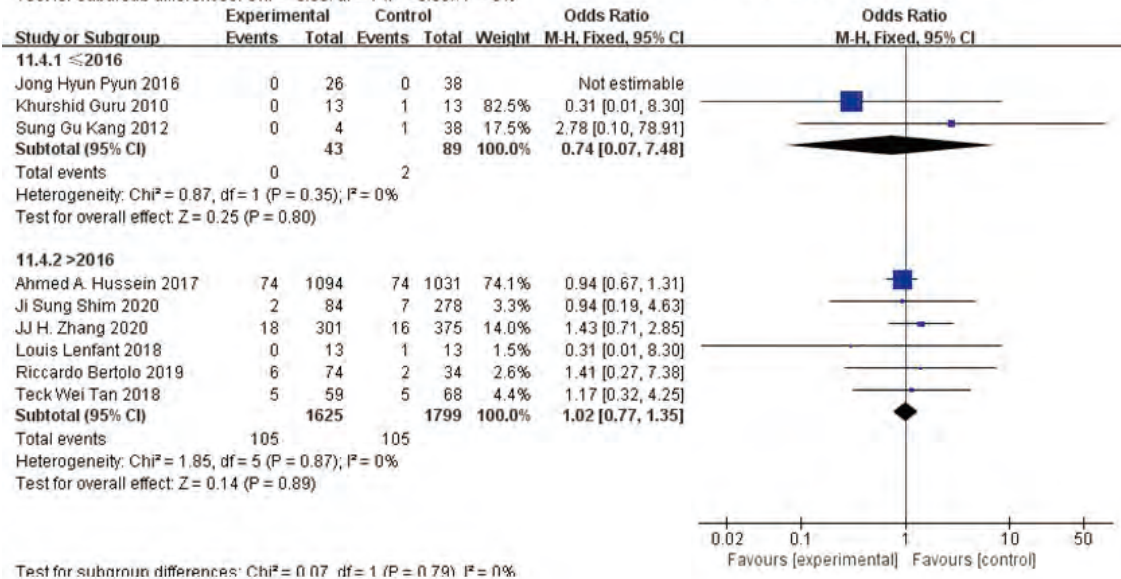 Experimental Control Odds Ratio Odds Ratio
Study or Subgroup Events Total Events Total Weight M-H, Fixed, 95% CI M-H, Fixed, 95% CI
11.4.1 ≤2016
Jong Hyun Pyun 2016 0 26 0 38 Not estimable
Khurshid Guru 2010 0 13 1 13 82.5% 0.31 [0.01, 8.30]
Sung Gu Kang 2012 0 4 1 38 17.5% 2.78 [0.10, 78.91]
Subtotal (95% CI) 43 89 100.0% 0.74 [0.07, 7.48]
Total events 0 2
Heterogeneity: Chi² = 0.87, df = 1 (P = 0.35); I² = 0%
Test for overall effect: Z = 0.25 (P = 0.80)
11.4.2 >2016
Ahmed A. Hussein 2017 74 1094 74 1031 74.1% 0.94 [0.67, 1.31]
Ji Sung Shim 2020 2 84 7 278 3.3% 0.94 [0.19, 4.63]
JJ H. Zhang 2020 18 301 16 375 14.0% 1.43 [0.71, 2.85]
Louis Lenfant 2018 0 13 1 13 1.5% 0.31 [0.01, 8.30]
Riccardo Bertolo 2019 6 74 2 34 2.6% 1.41 [0.27, 7.38]
Teck Wei Tan 2018 5 59 5 68 4.4% 1.17 [0.32, 4.25]
Subtotal (95% CI) 1625 1799 100.0% 1.02 [0.77, 1.35]
Total events 105 105
Heterogeneity: Chi² = 1.85, df = 5 (P = 0.87); I² = 0%
Test for overall effect: Z = 0.14 (P = 0.89)
0.02 0.1 1 10 50
Favours [experimental] Favours [control]
Test for subgroup differences: Chi² = 0.07, df = 1 (P = 0.79), I² = 0%